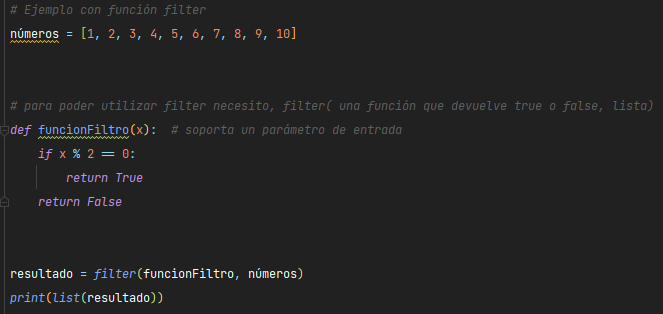 # Ejemplo con función filter
números = [1, 2, 3, 4, 5, 6, 7, 8, 9, 10]
# para poder utilizar filter necesito, filter( una función que devuelve true o false, lista)
def funcionFiltro(x):  # soporta un parámetro de entrada
    if x % 2 == 0:
        return True
    return False
resultado = filter(funcionFiltro, números)
print(list(resultado))